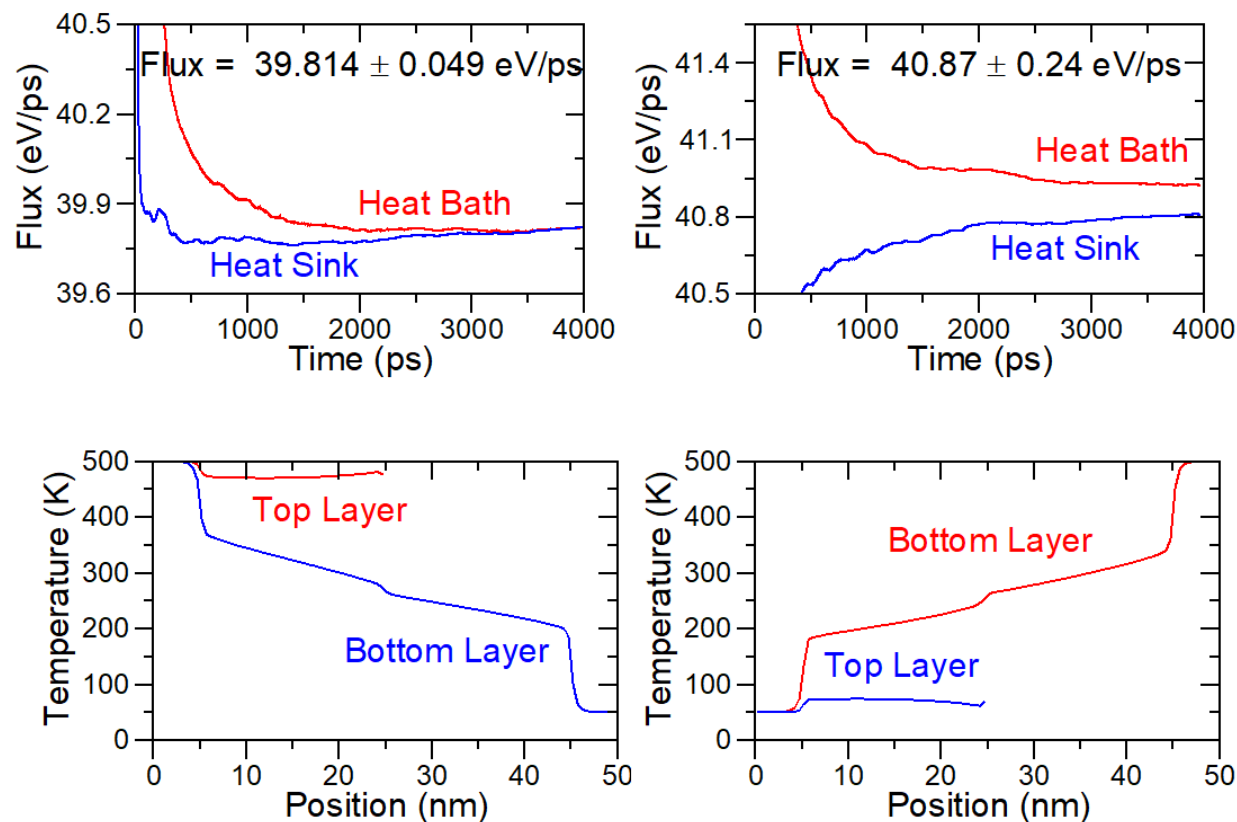 40.5
40.2
39.9
39.6
Flux (eV/ps)
Flux =  39.814 ± 0.049 eV/ps
Heat Bath
Heat Sink
0 1000 2000 3000 4000
Time (ps)
41.4
41.1
40.8
40.5
Flux (eV/ps)
Flux =  40.87 ± 0.24 eV/ps
Heat Bath
Heat Sink
0 1000 2000 3000 4000
Time (ps)
500
400
300
200
100
0
Temperature (K)
Top Layer
Bottom Layer
0 10 20 30 40 50
Position (nm)
500
400
300
200
100
0
Temperature (K)
Bottom Layer
Top Layer
0 10 20 30 40 50
Position (nm)